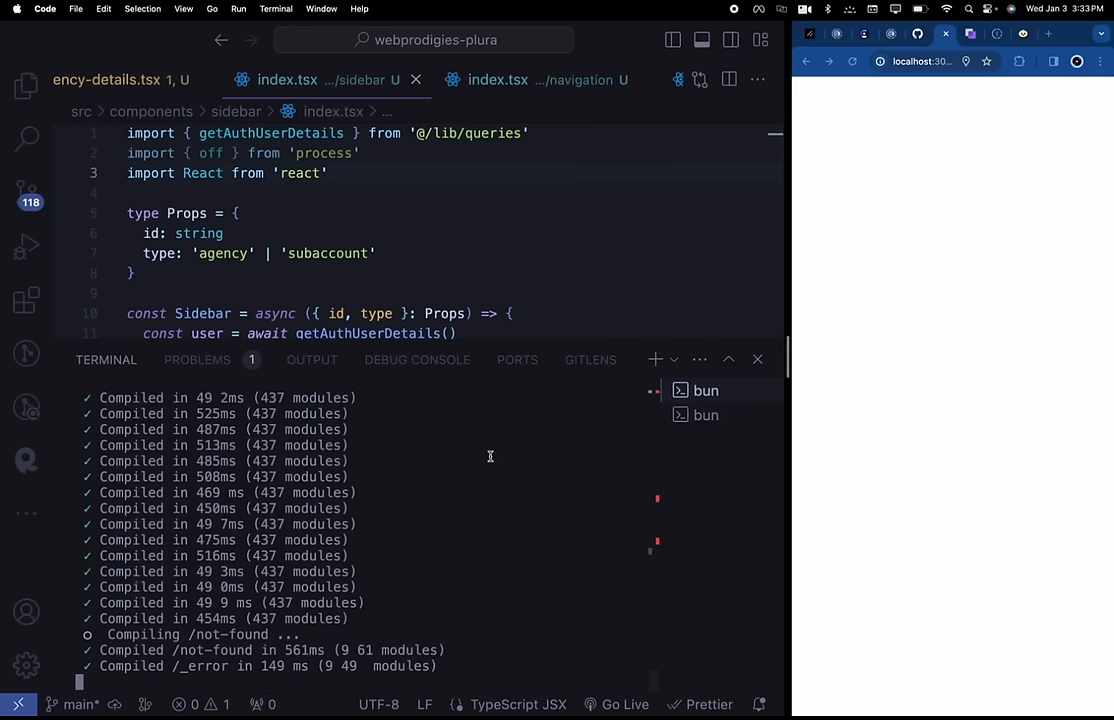 Code File Edit Selection View Go Run Terminal Window Help
Wed Jan 3 3:33 PM
webprodigies-plura
localhost:30...
ency-details.tsx 1, U
index.tsx .../sidebar U
index.tsx .../navigation U
src > components > sidebar > index.tsx > ...
1 import { getAuthUserDetails } from '@/lib/queries'
2 import { off } from 'process'
3 import React from 'react'
4
5 type Props = {
6 id: string
7 type: 'agency' | 'subaccount'
8 }
9
10 const Sidebar = async ({ id, type }: Props) => {
11 const user = await getAuthUserDetails()
118
TERMINAL PROBLEMS 1 OUTPUT DEBUG CONSOLE PORTS GITLENS
bun
bun
✓ Compiled in 49 2ms (437 modules)
✓ Compiled in 525ms (437 modules)
✓ Compiled in 487ms (437 modules)
✓ Compiled in 513ms (437 modules)
✓ Compiled in 485ms (437 modules)
✓ Compiled in 508ms (437 modules)
✓ Compiled in 469 ms (437 modules)
✓ Compiled in 450ms (437 modules)
✓ Compiled in 49 7ms (437 modules)
✓ Compiled in 475ms (437 modules)
✓ Compiled in 516ms (437 modules)
✓ Compiled in 49 3ms (437 modules)
✓ Compiled in 49 0ms (437 modules)
✓ Compiled in 49 9 ms (437 modules)
✓ Compiled in 454ms (437 modules)
○ Compiling /not-found ...
✓ Compiled /not-found in 561ms (9 61 modules)
✓ Compiled /_error in 149 ms (9 49 modules)
main* 0 1 0 UTF-8 LF TypeScript JSX Go Live Prettier